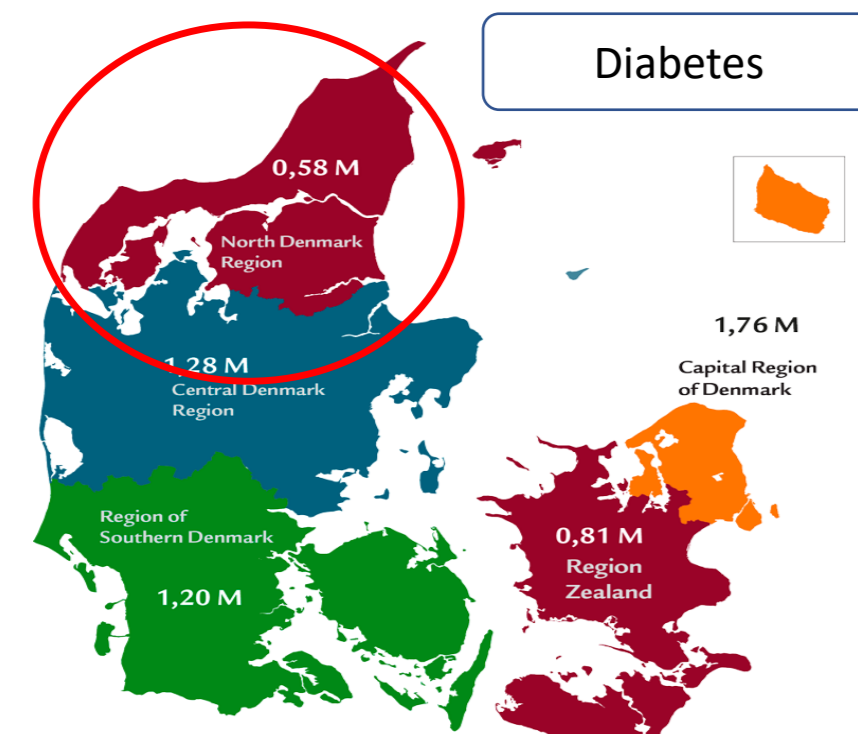 Diabetes
0,58 M
North Denmark
Region
1,76 M
Capital Region
of Denmark
1,28 M
Central Denmark
Region
Region of
Southern Denmark
1,20 M
0,81 M
Region
Zealand